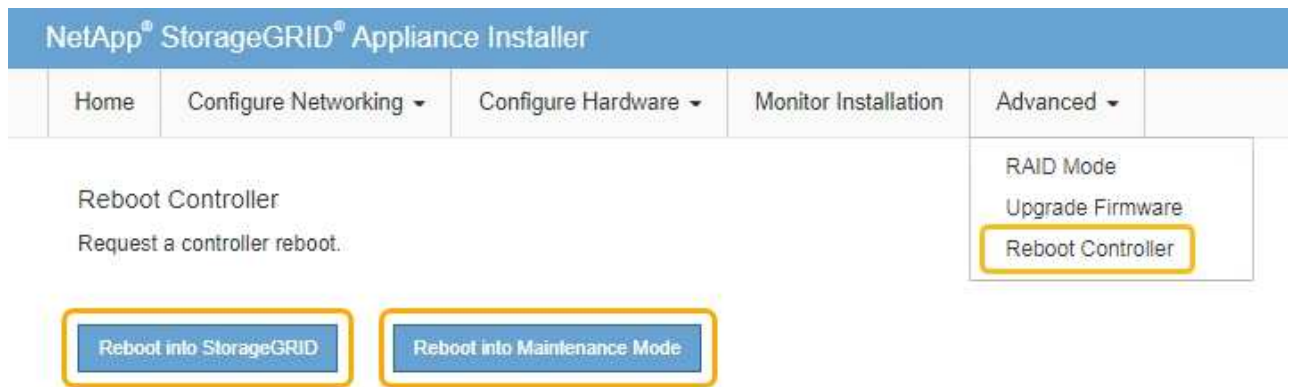 NetApp® StorageGRID® Appliance Installer
Home Configure Networking Configure Hardware Monitor Installation Advanced
RAID Mode
Upgrade Firmware
Reboot Controller
Reboot Controller
Request a controller reboot.
Reboot into StorageGRID Reboot into Maintenance Mode